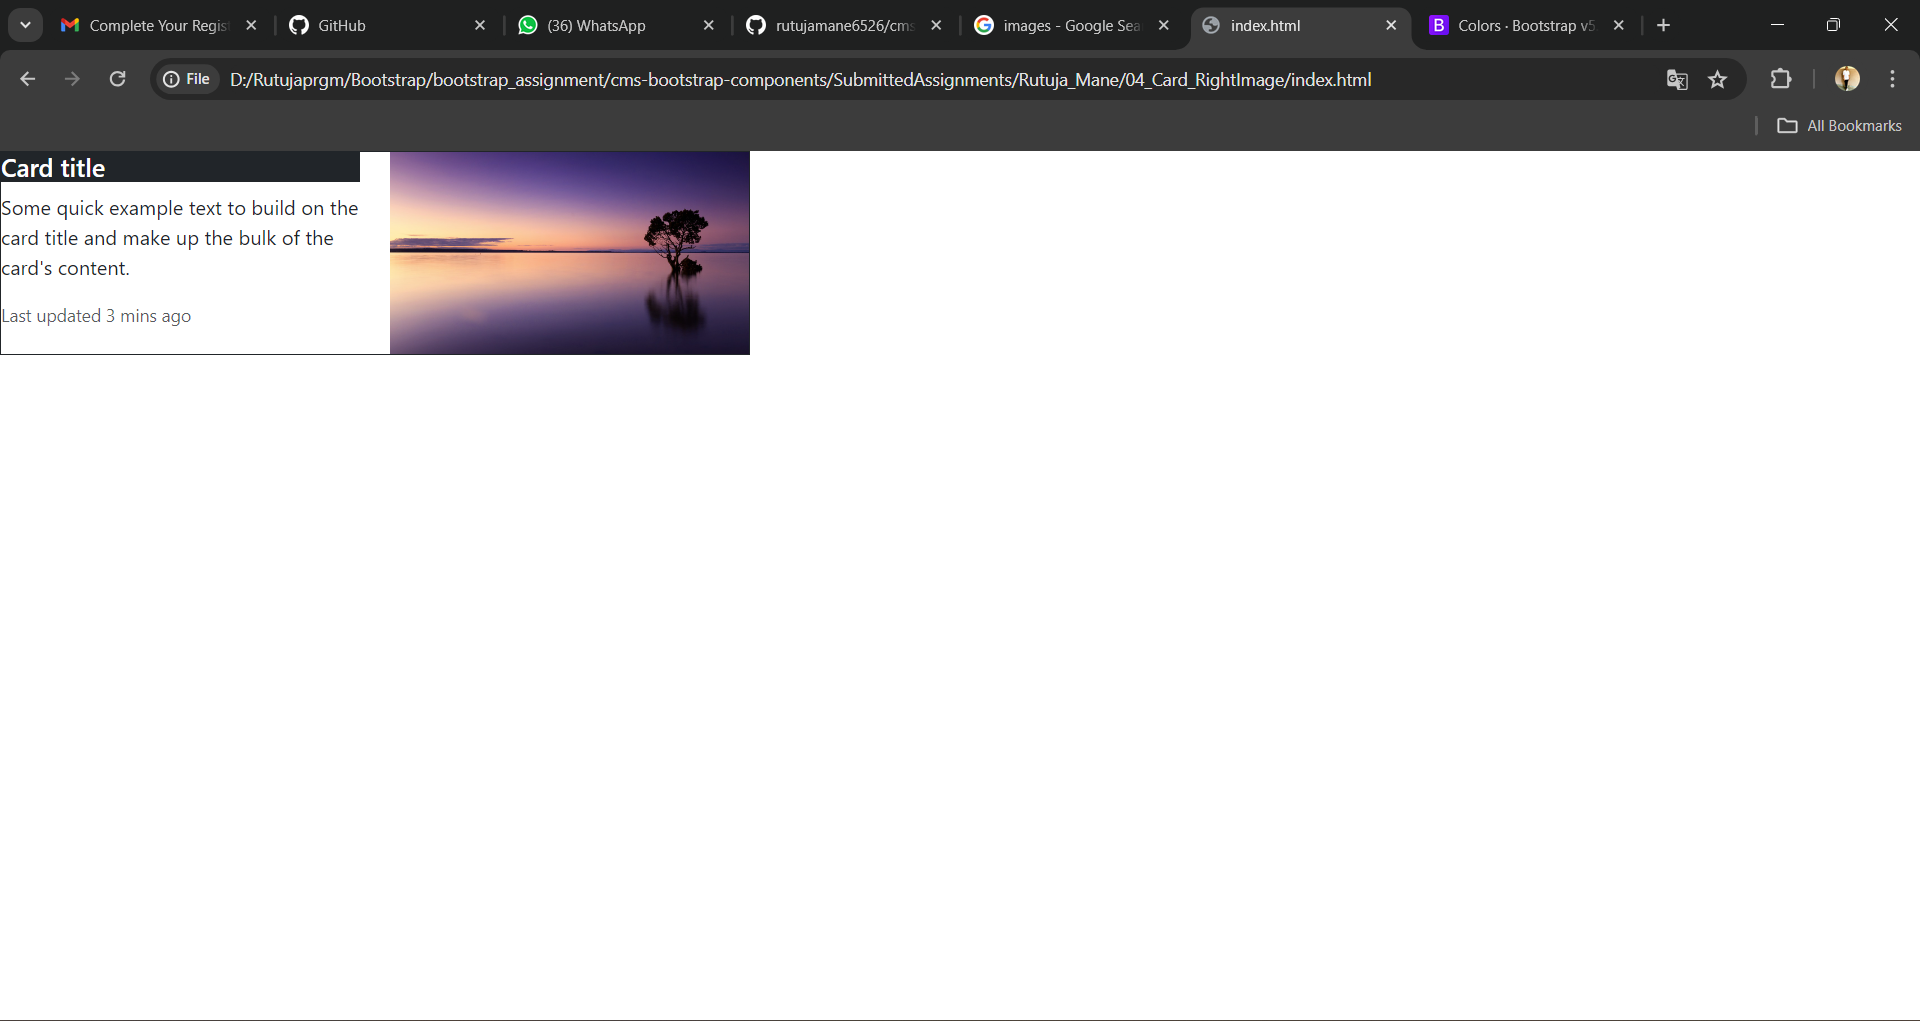 Complete Your Regis
GitHub
(36) WhatsApp
rutujamane6526/cms
images - Google Sea
index.html
B
Colors · Bootstrap v5
File
D:/Rutujaprgm/Bootstrap/bootstrap_assignment/cms-bootstrap-components/SubmittedAssignments/Rutuja_Mane/04_Card_RightImage/index.html
All Bookmarks
Card title
Some quick example text to build on the
card title and make up the bulk of the
card's content.
Last updated 3 mins ago